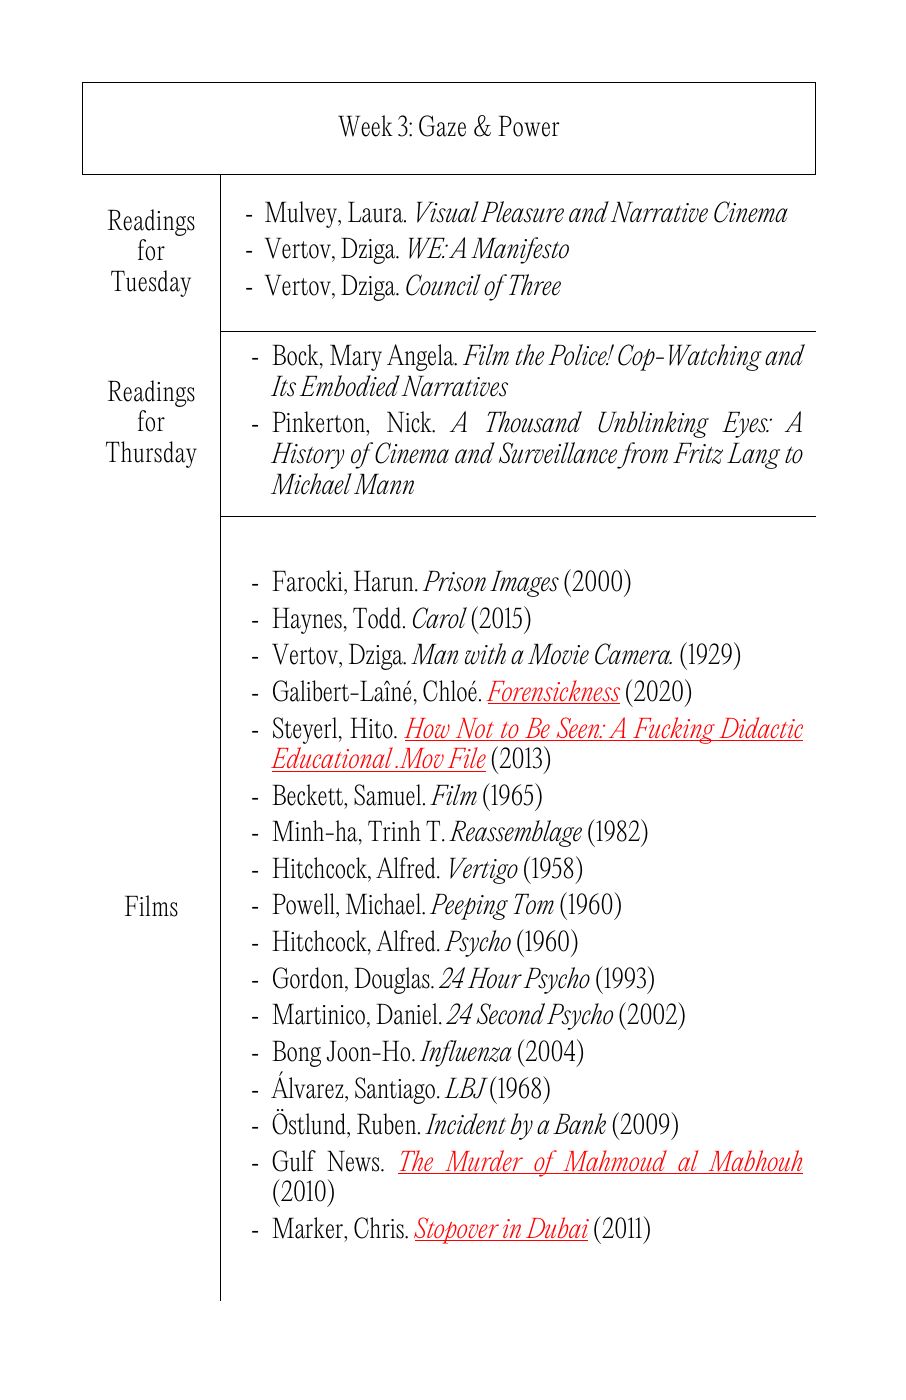 Week 3: Gaze & Power
Readings
for
Tuesday
- Mulvey, Laura. Visual Pleasure and Narrative Cinema
- Vertov, Dziga. WE: A Manifesto
- Vertov, Dziga. Council of Three
Readings
for
Thursday
- Bock, Mary Angela. Film the Police! Cop-Watching and
Its Embodied Narratives
- Pinkerton, Nick. A Thousand Unblinking Eyes: A
History of Cinema and Surveillance from Fritz Lang to
Michael Mann
Films
- Farocki, Harun. Prison Images (2000)
- Haynes, Todd. Carol (2015)
- Vertov, Dziga. Man with a Movie Camera. (1929)
- Galibert-Laîné, Chloé. Forensickness (2020)
- Steyerl, Hito. How Not to Be Seen: A Fucking Didactic
Educational .Mov File (2013)
- Beckett, Samuel. Film (1965)
- Minh-ha, Trinh T. Reassemblage (1982)
- Hitchcock, Alfred. Vertigo (1958)
- Powell, Michael. Peeping Tom (1960)
- Hitchcock, Alfred. Psycho (1960)
- Gordon, Douglas. 24 Hour Psycho (1993)
- Martinico, Daniel. 24 Second Psycho (2002)
- Bong Joon-Ho. Influenza (2004)
- Álvarez, Santiago. LBJ (1968)
- Östlund, Ruben. Incident by a Bank (2009)
- Gulf News. The Murder of Mahmoud al Mabhouh
(2010)
- Marker, Chris. Stopover in Dubai (2011)